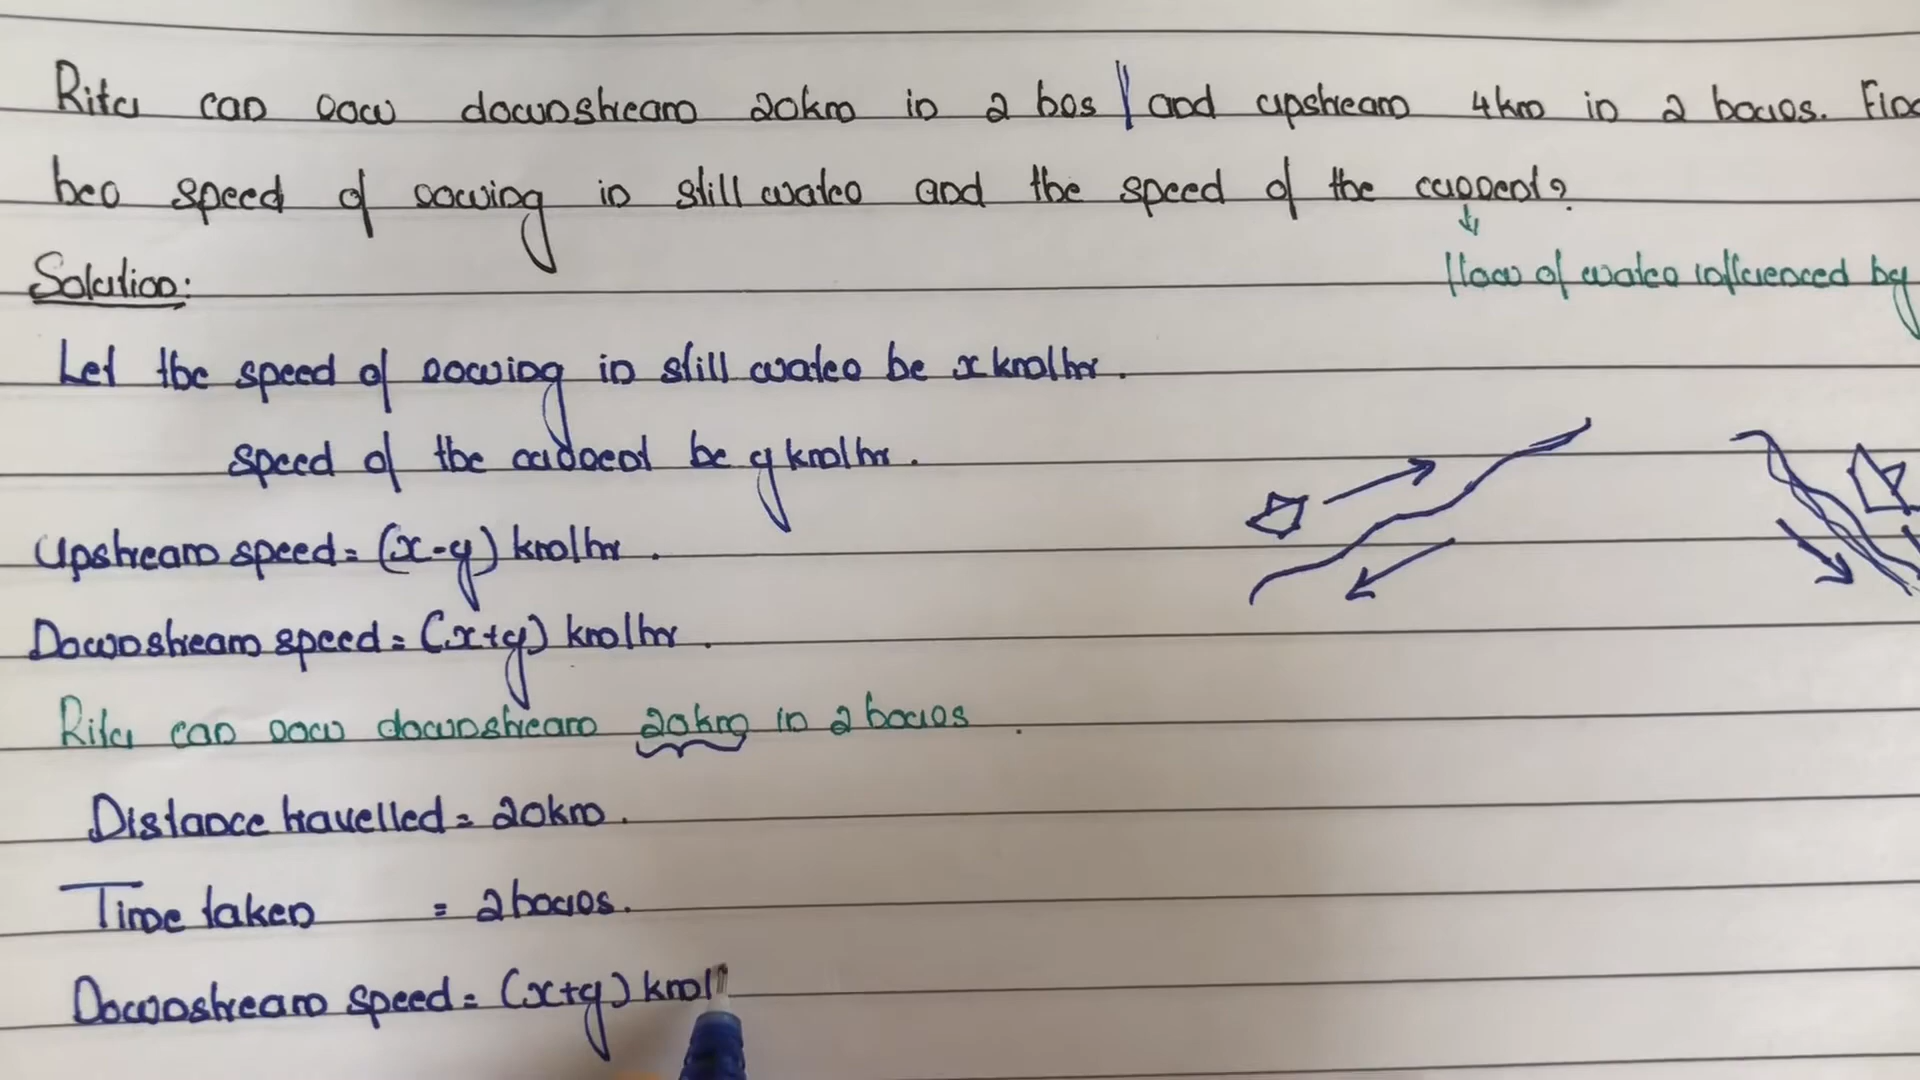 Ritu can row downstream 20km in 2 hrs | and upstream 4km in 2 hours. Find
her speed of rowing in still water and the speed of the current?
flow of water influenced by
Solution:
Let the speed of rowing in still water be x km/hr.
speed of the current be y km/hr.
Upstream speed = (x-y) km/hr.
Downstream speed = (x+y) km/hr.
Ritu can row downstream 20km in 2 hours.
Distance travelled = 20km.
Time taken = 2hours.
Downstream speed = (x+y) km/